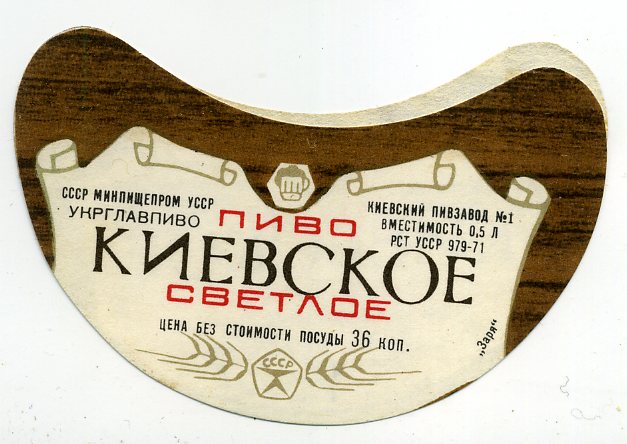 СССР МИНПИЩЕПРОМ УССР
УКРГЛАВПИВО
КИЕВСКИЙ ПИВЗАВОД №1
ВМЕСТИМОСТЬ 0,5 Л
РСТ УССР 979-71
ПИВО
КИЕВСКОЕ
СВЕТЛОЕ
ЦЕНА БЕЗ СТОИМОСТИ ПОСУДЫ 36 КОП.
„Заря“
СССР